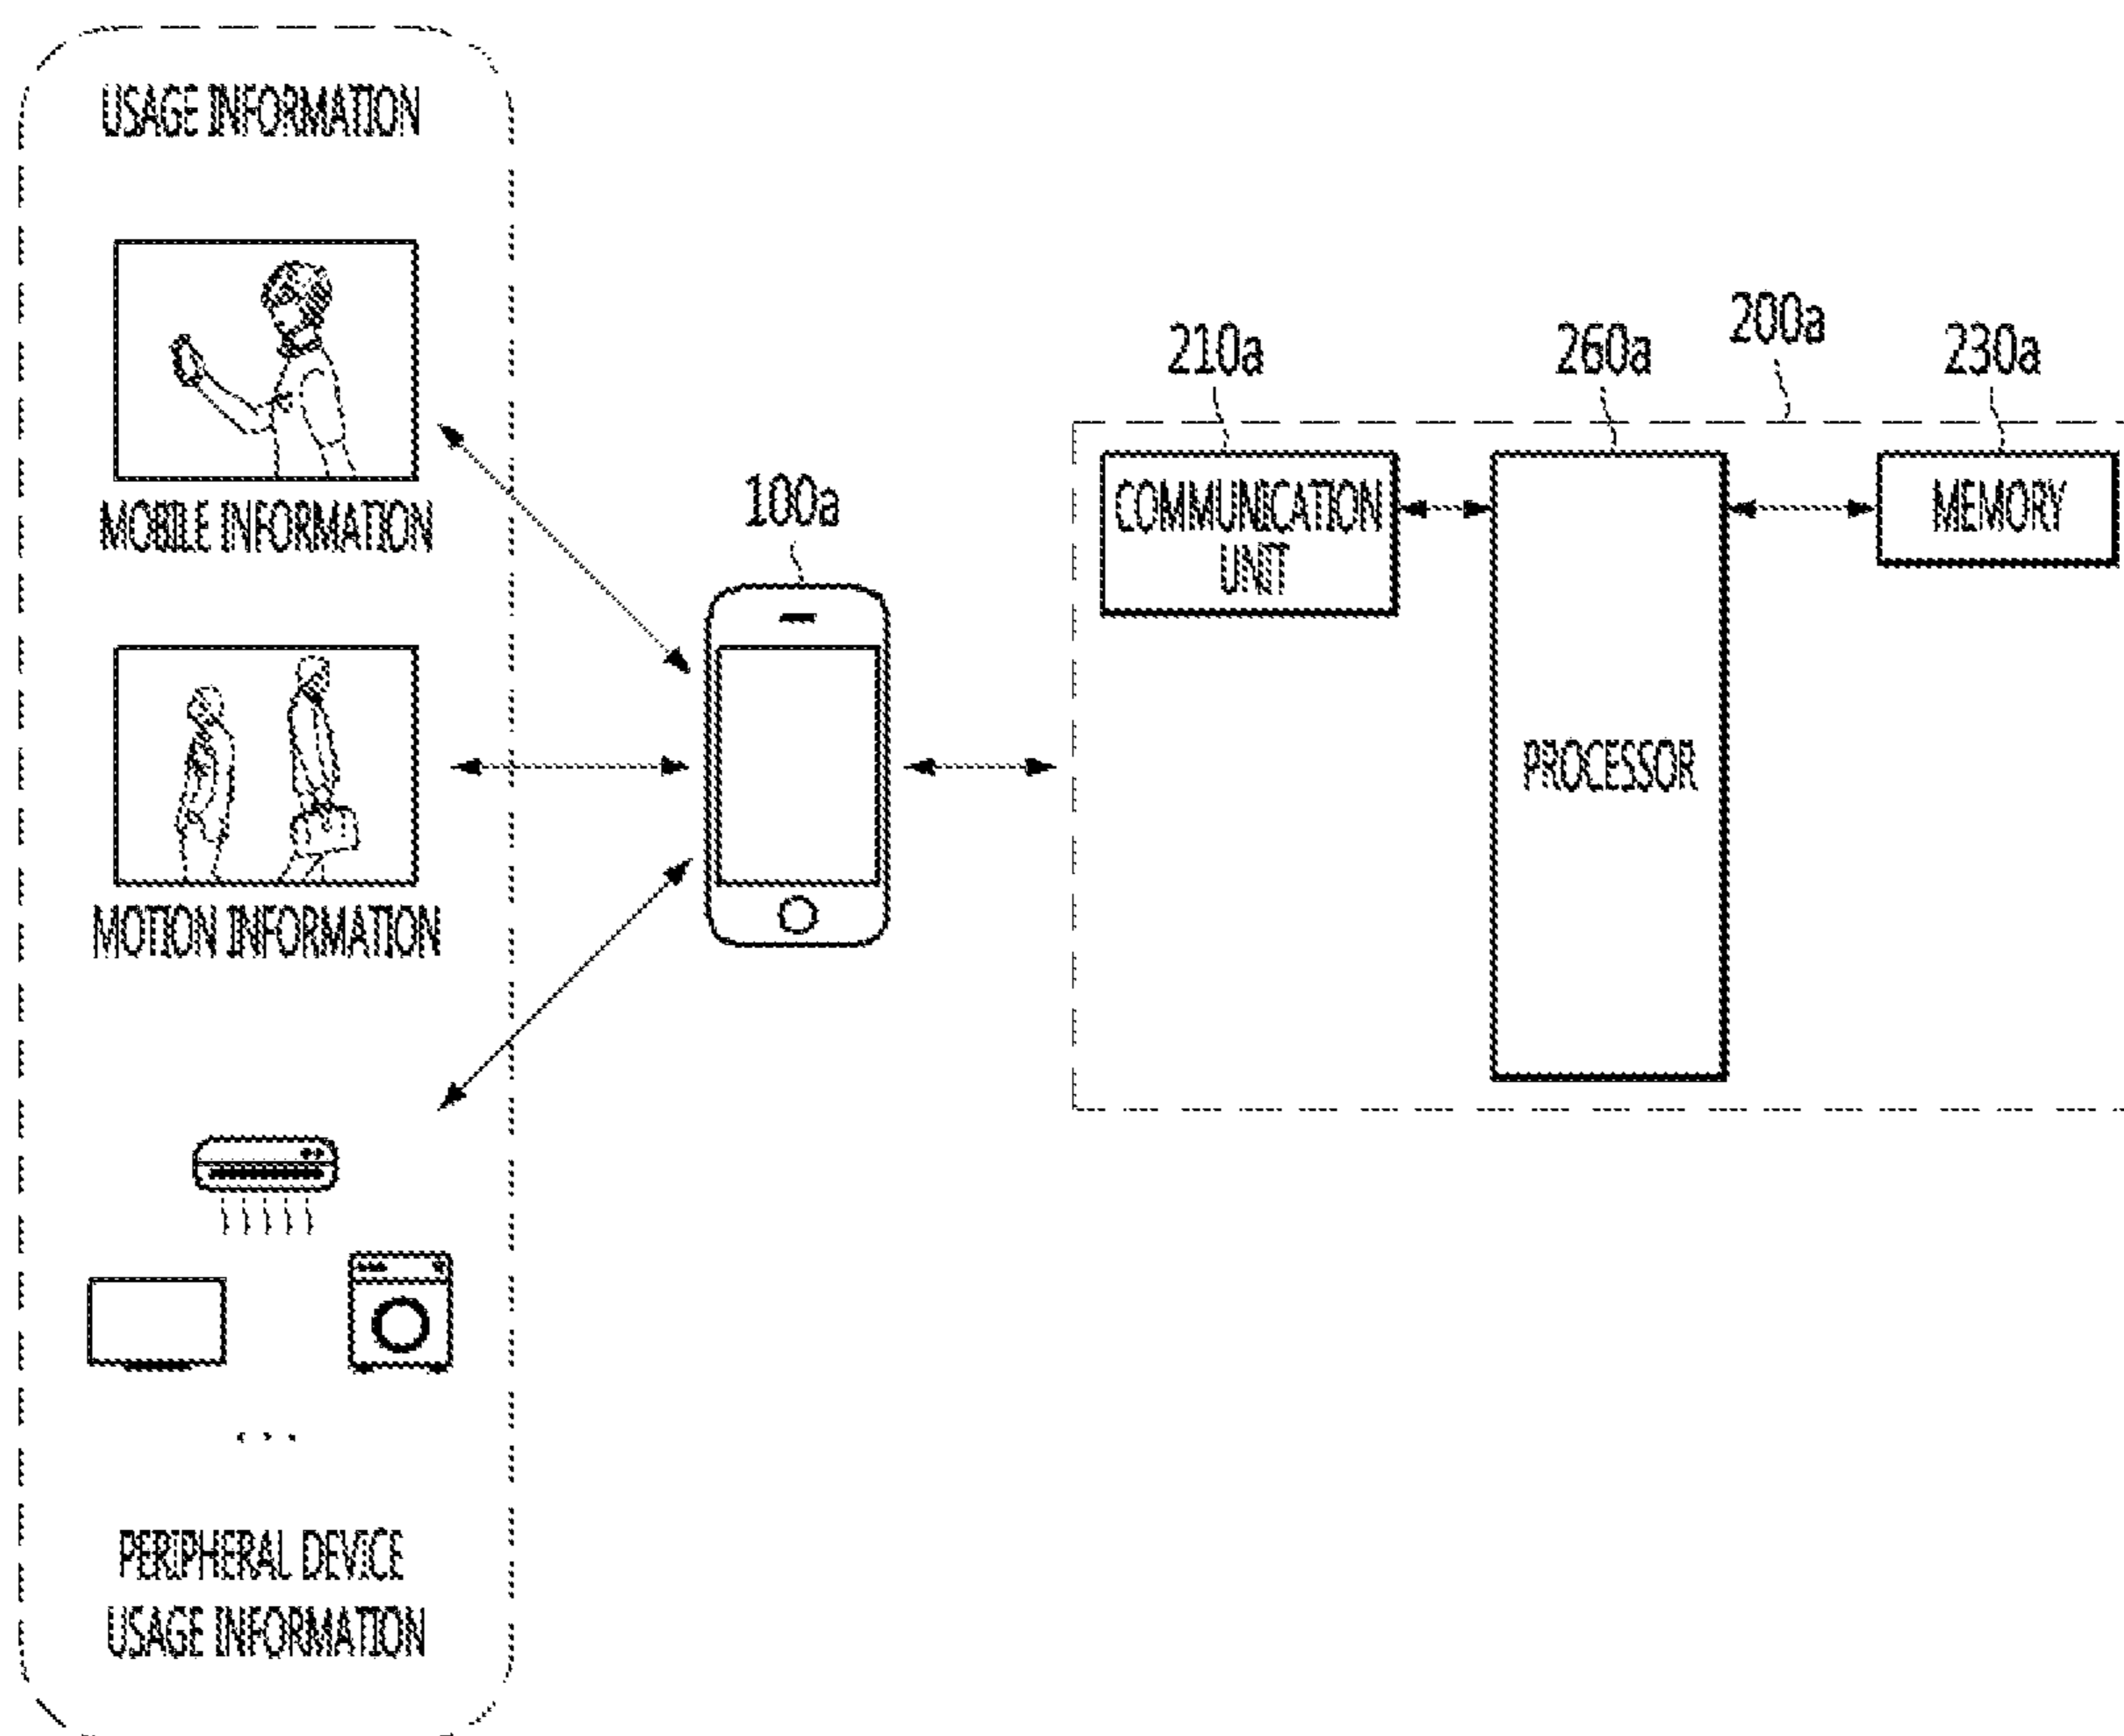 USAGE INFORMATION
MOBILE INFORMATION
MOTION INFORMATION
PERIPHERAL DEVICE
USAGE INFORMATION
100a
210a
260a
200a
230a
COMMUNICATION
UNIT
PROCESSOR
MEMORY